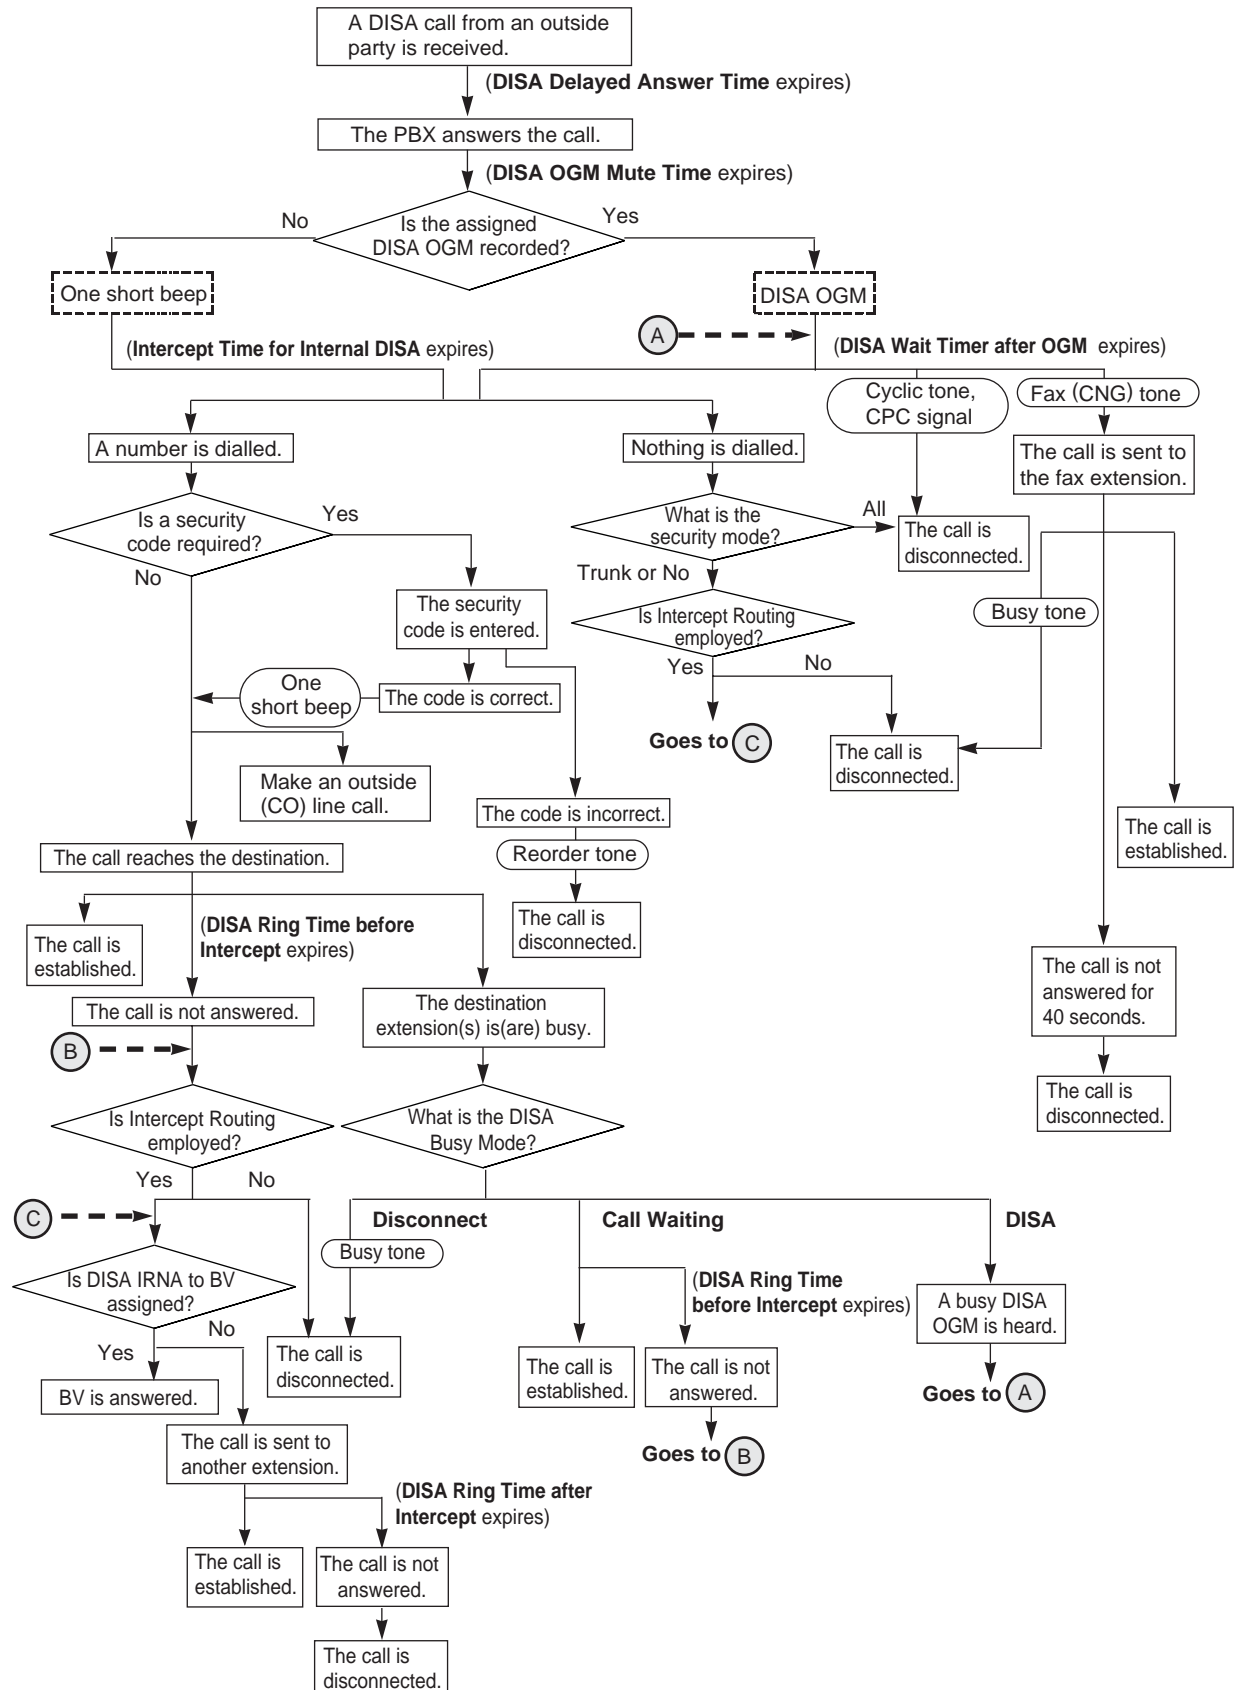 A DISA call from an outside
party is received.
(DISA Delayed Answer Time expires)
The PBX answers the call.
(DISA OGM Mute Time expires)
No
Is the assigned
DISA OGM recorded?
Yes
One short beep
DISA OGM
A
(Intercept Time for Internal DISA expires)
(DISA Wait Timer after OGM expires)
Cyclic tone,
CPC signal
Fax (CNG) tone
A number is dialled.
Nothing is dialled.
The call is sent to
the fax extension.
Is a security
code required?
Yes
No
What is the
security mode?
All
The call is
disconnected.
Trunk or No
The security
code is entered.
Is Intercept Routing
employed?
Busy tone
Yes
No
One
short beep
The code is correct.
Goes to C
The call is
disconnected.
Make an outside
(CO) line call.
The code is incorrect.
The call is
established.
The call reaches the destination.
Reorder tone
The call is
disconnected.
(DISA Ring Time before
Intercept expires)
The call is
established.
The call is not
answered for
40 seconds.
The call is not answered.
The destination
extension(s) is(are) busy.
B
The call is
disconnected.
Is Intercept Routing
employed?
What is the DISA
Busy Mode?
Yes
No
C
Disconnect
Call Waiting
DISA
Busy tone
Is DISA IRNA to BV
assigned?
(DISA Ring Time
before Intercept expires)
A busy DISA
OGM is heard.
No
Yes
The call is
disconnected.
The call is
established.
The call is not
answered.
BV is answered.
Goes to A
The call is sent to
another extension.
Goes to B
(DISA Ring Time after
Intercept expires)
The call is
established.
The call is not
answered.
The call is
disconnected.